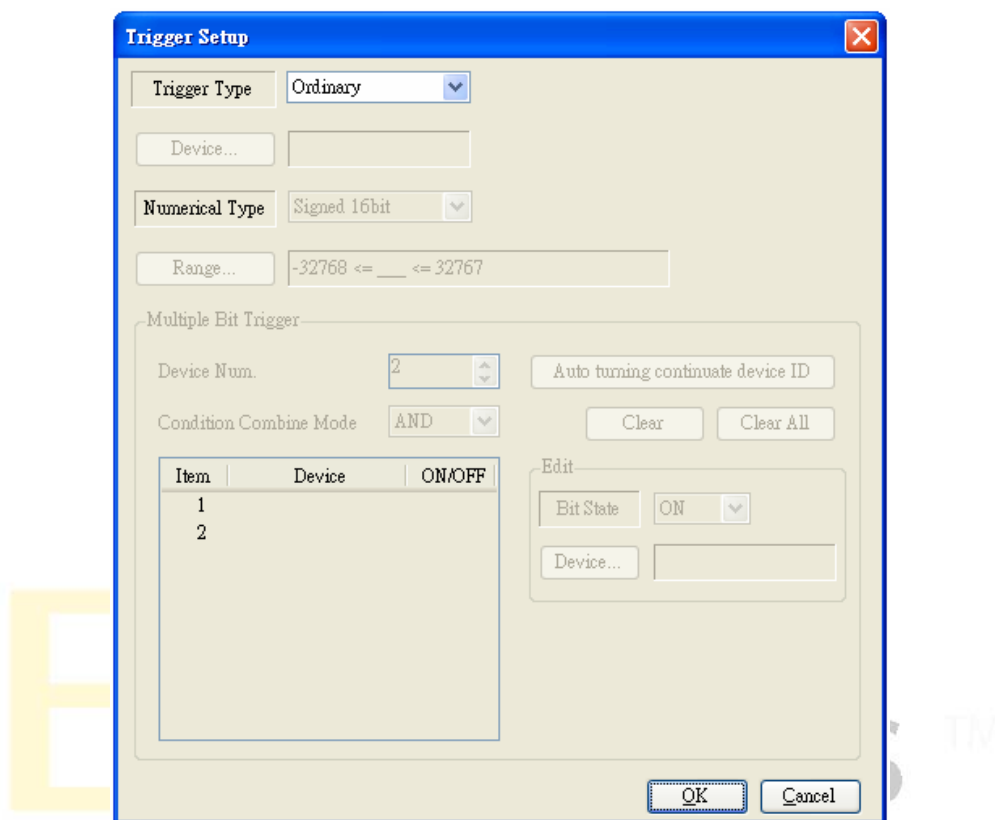 Trigger Setup
Trigger Type Ordinary
Device...
Numerical Type Signed 16bit
Range... -32768 <= ___ <= 32767
Multiple Bit Trigger
Device Num. 2 Auto turning continuate device ID
Condition Combine Mode AND Clear Clear All
Item Device ON/OFF
1
2
Edit
Bit State ON
Device...
OK Cancel
E S TM